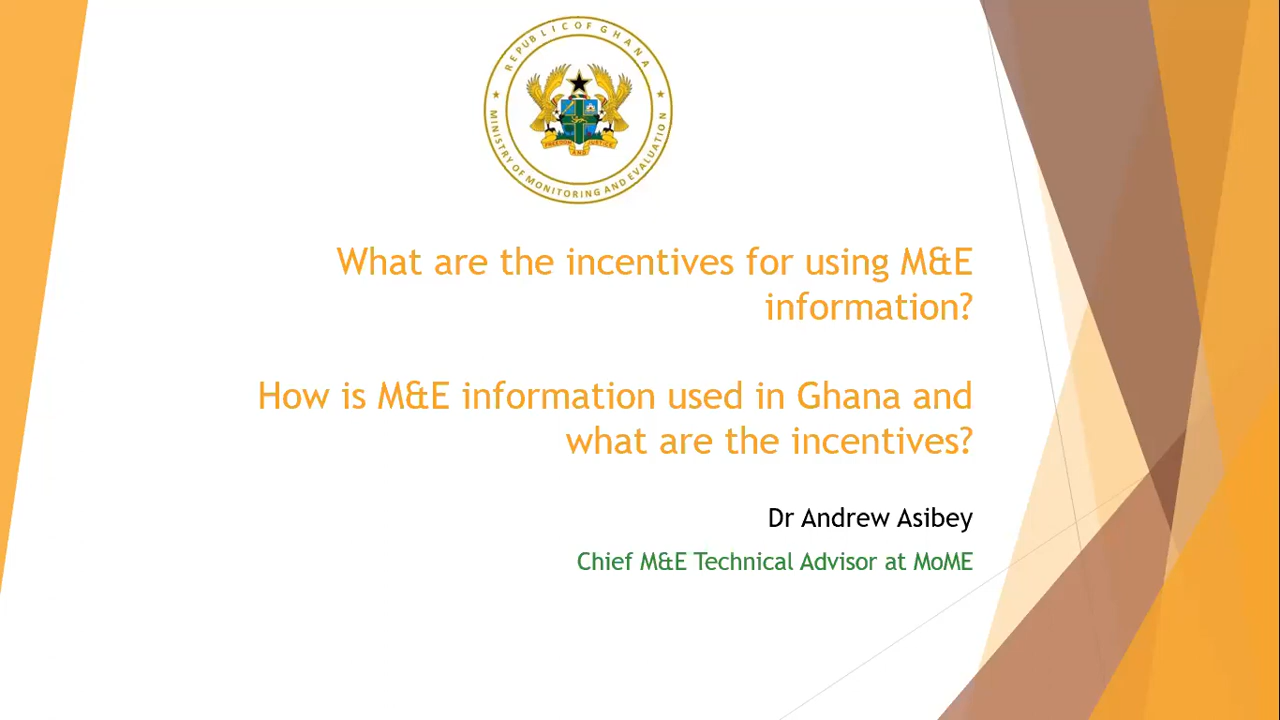 REPUBLIC OF GHANA
MINISTRY OF MONITORING AND EVALUATION
FREEDOM AND JUSTICE
What are the incentives for using M&E
information?
How is M&E information used in Ghana and
what are the incentives?
Dr Andrew Asibey
Chief M&E Technical Advisor at MoME